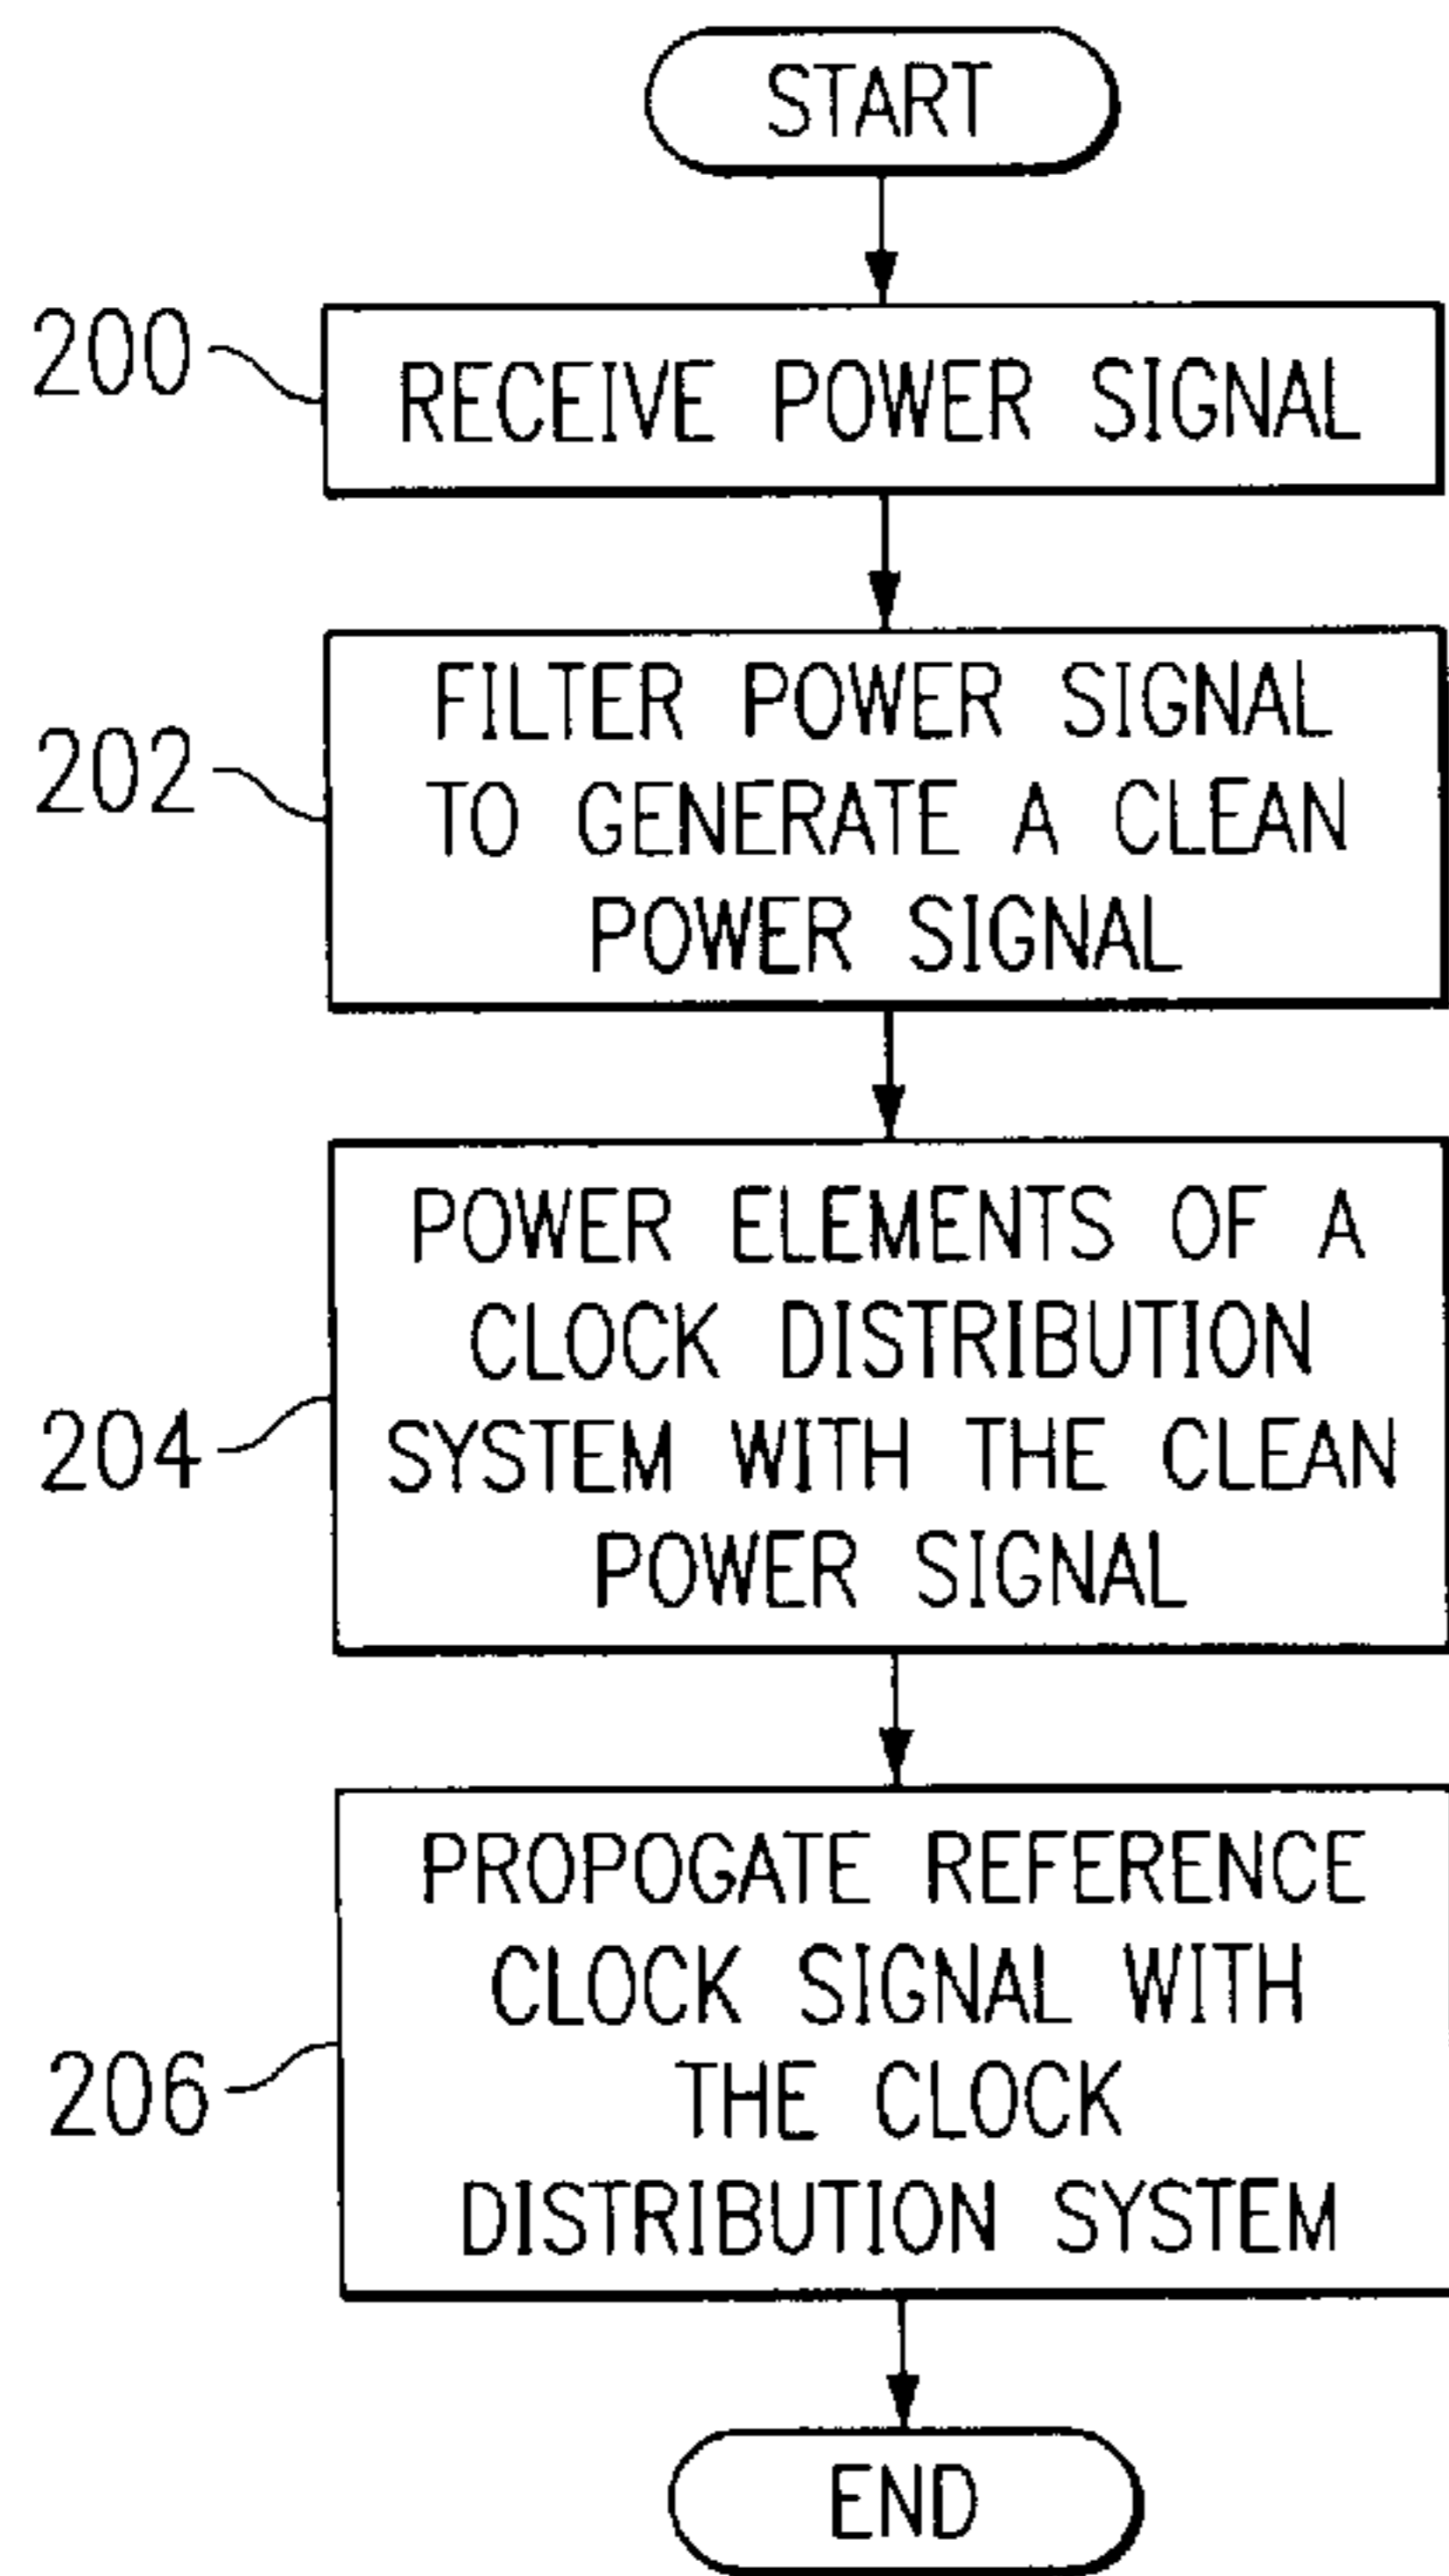 START
200
RECEIVE POWER SIGNAL
202
FILTER POWER SIGNAL
TO GENERATE A CLEAN
POWER SIGNAL
204
POWER ELEMENTS OF A
CLOCK DISTRIBUTION
SYSTEM WITH THE CLEAN
POWER SIGNAL
206
PROPOGATE REFERENCE
CLOCK SIGNAL WITH
THE CLOCK
DISTRIBUTION SYSTEM
END